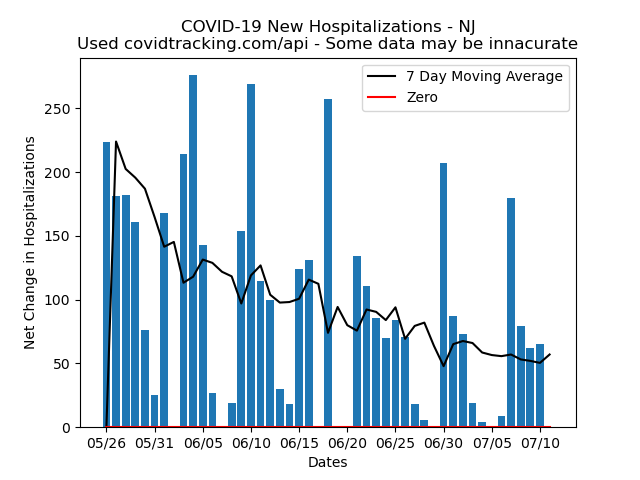 COVID-19 New Hospitalizations - NJ
Used covidtracking.com/api - Some data may be innacurate
7 Day Moving Average
Zero
Net Change in Hospitalizations
250
200
150
100
50
0
05/26 05/31 06/05 06/10 06/15 06/20 06/25 06/30 07/05 07/10
Dates